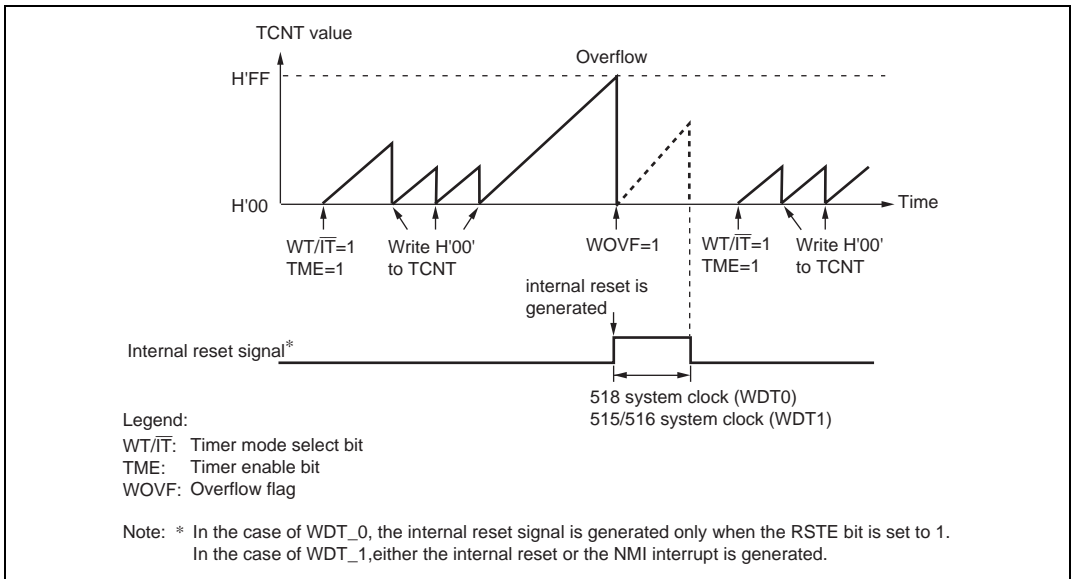 TCNT value
Overflow
H'FF
H'00
Time
WT/IT=1
TME=1
Write H'00'
to TCNT
WOVF=1
WT/IT=1
TME=1
Write H'00'
to TCNT
internal reset is
generated
Internal reset signal*
518 system clock (WDT0)
515/516 system clock (WDT1)
Legend:
WT/IT: Timer mode select bit
TME: Timer enable bit
WOVF: Overflow flag
Note: * In the case of WDT_0, the internal reset signal is generated only when the RSTE bit is set to 1.
In the case of WDT_1,either the internal reset or the NMI interrupt is generated.